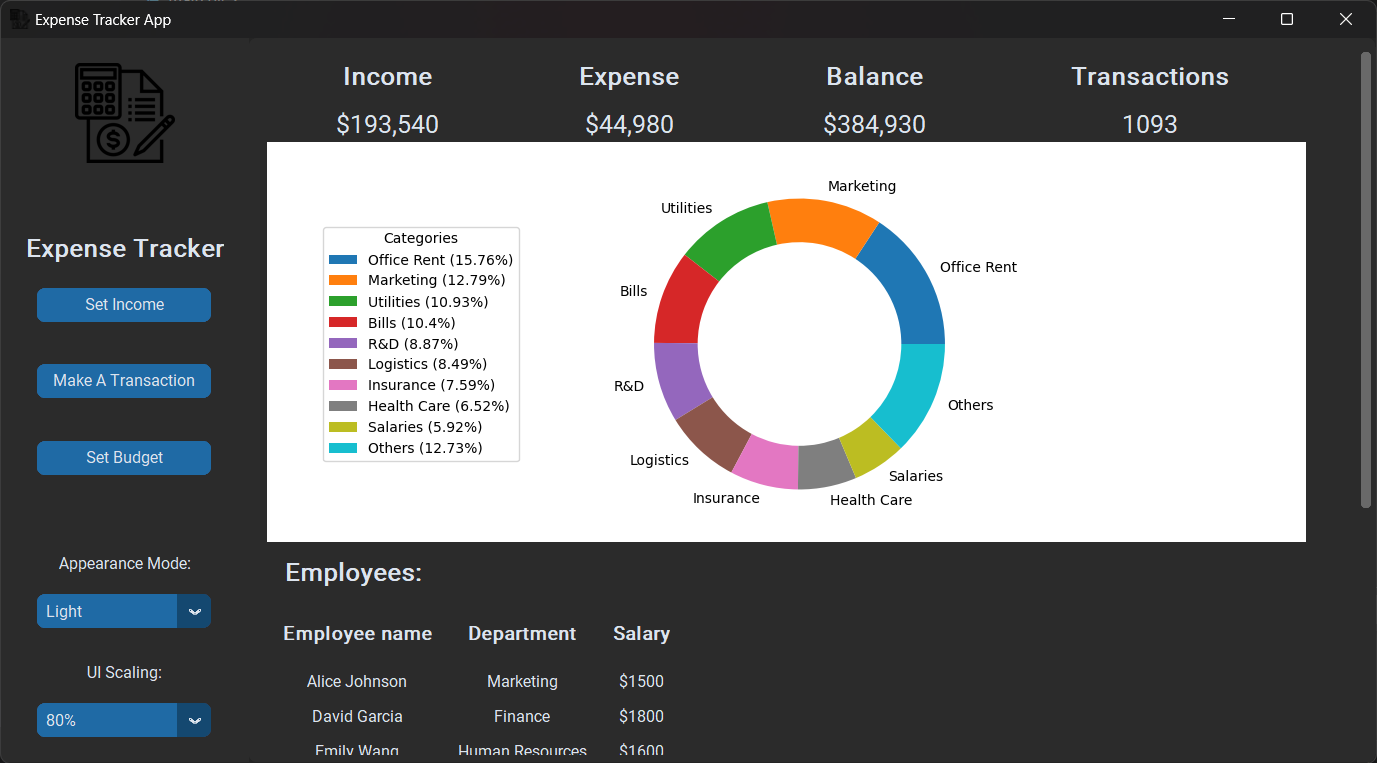 Expense Tracker App
Income Expense Balance Transactions
$193,540 $44,980 $384,930 1093
Expense Tracker
Set Income
Make A Transaction
Set Budget
Appearance Mode:
Light
UI Scaling:
80%
Categories
Office Rent (15.76%)
Marketing (12.79%)
Utilities (10.93%)
Bills (10.4%)
R&D (8.87%)
Logistics (8.49%)
Insurance (7.59%)
Health Care (6.52%)
Salaries (5.92%)
Others (12.73%)
Marketing
Utilities
Office Rent
Bills
R&D
Others
Logistics
Salaries
Insurance
Health Care
Employees:
Employee name Department Salary
Alice Johnson Marketing $1500
David Garcia Finance $1800
Emily Wang Human Resources $1600